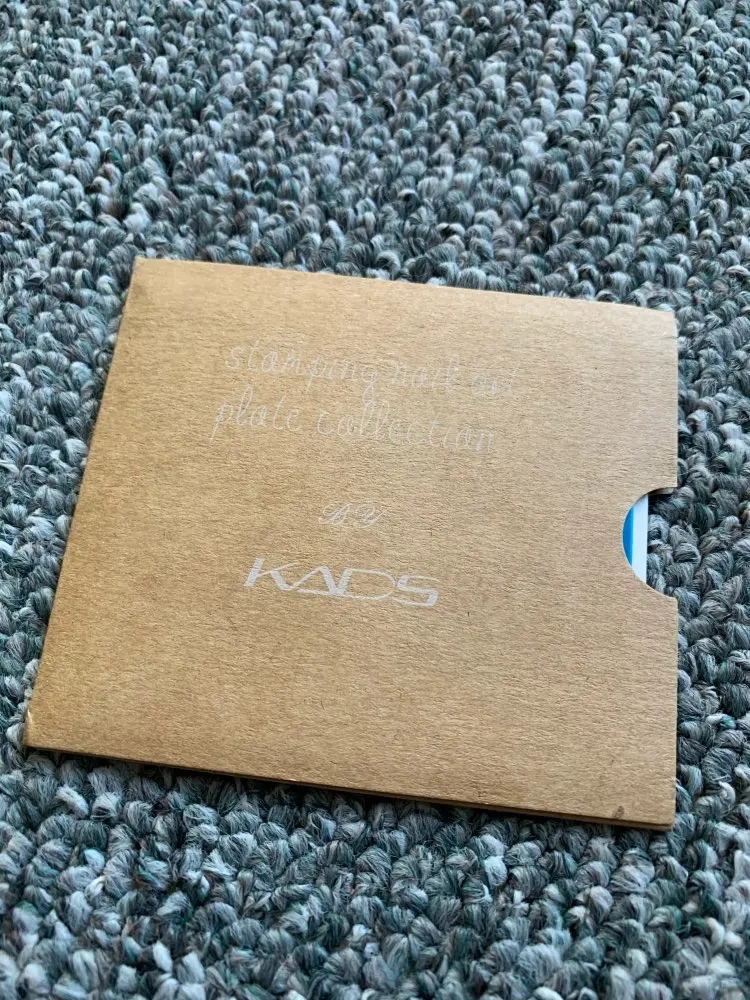 stamping nail art
plate collection
BY
KADS